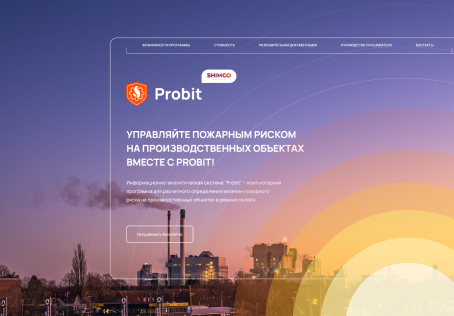 ВОЗМОЖНОСТИ ПРОГРАММЫ
СТОИМОСТЬ
РАЗРЕШИТЕЛЬНАЯ ДОКУМЕНТАЦИЯ
РУКОВОДСТВО ПОЛЬЗОВАТЕЛЯ
КОНТАКТЫ
SHIMCO
Probit
УПРАВЛЯЙТЕ ПОЖАРНЫМ РИСКОМ
НА ПРОИЗВОДСТВЕННЫХ ОБЪЕКТАХ
ВМЕСТЕ С PROBIT!
Информационно-аналитическая система "Probit" - компьютерная
программа для расчетного определения величин пожарного
риска на производственных объектах в режиме онлайн
Попробовать бесплатно